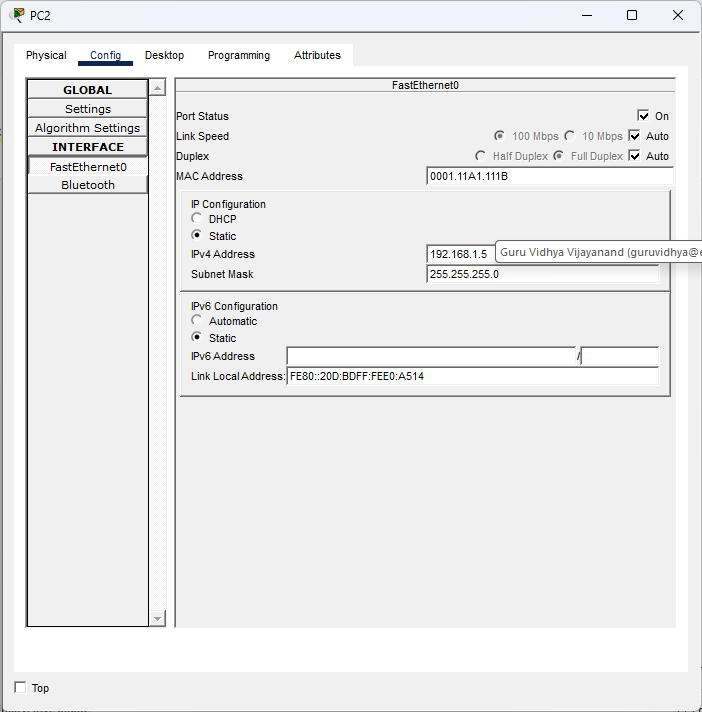 PC2
Physical Config Desktop Programming Attributes
GLOBAL
Settings
Algorithm Settings
INTERFACE
FastEthernet0
Bluetooth
FastEthernet0
Port Status On
Link Speed 100 Mbps 10 Mbps Auto
Duplex Half Duplex Full Duplex Auto
MAC Address 0001.11A1.111B
IP Configuration
DHCP
Static
IPv4 Address 192.168.1.5
Guru Vidhya Vijayanand (guruvidhya@e
Subnet Mask 255.255.255.0
IPv6 Configuration
Automatic
Static
IPv6 Address /
Link Local Address: FE80::20D:BDFF:FEE0:A514
Top